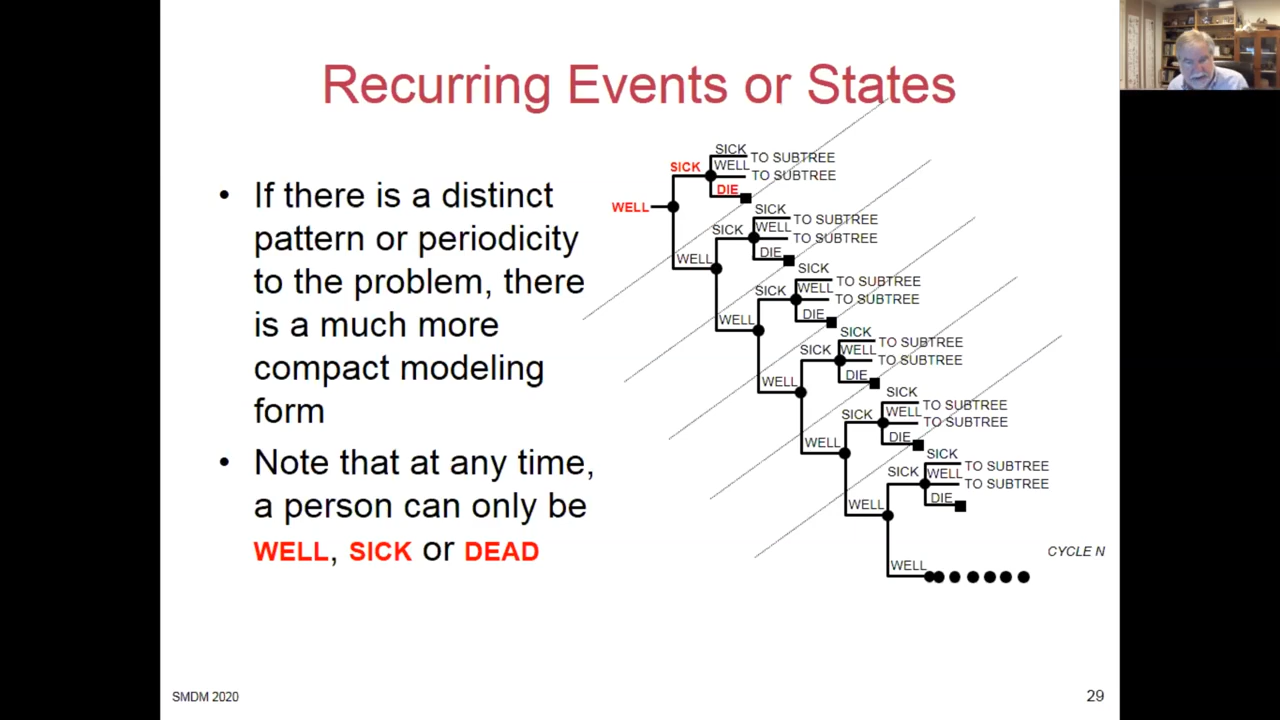 Recurring Events or States
• If there is a distinct
pattern or periodicity
to the problem, there
is a much more
compact modeling
form
• Note that at any time,
a person can only be
WELL, SICK or DEAD
SICK
TO SUBTREE
SICK
WELL
TO SUBTREE
DIE
WELL
SICK
TO SUBTREE
SICK
WELL
TO SUBTREE
DIE
WELL
SICK
TO SUBTREE
SICK
WELL
TO SUBTREE
DIE
WELL
SICK
TO SUBTREE
SICK
WELL
TO SUBTREE
DIE
WELL
SICK
TO SUBTREE
SICK
WELL
TO SUBTREE
DIE
WELL
SICK
TO SUBTREE
SICK
WELL
TO SUBTREE
DIE
WELL
CYCLE N
WELL
SMDM 2020
29